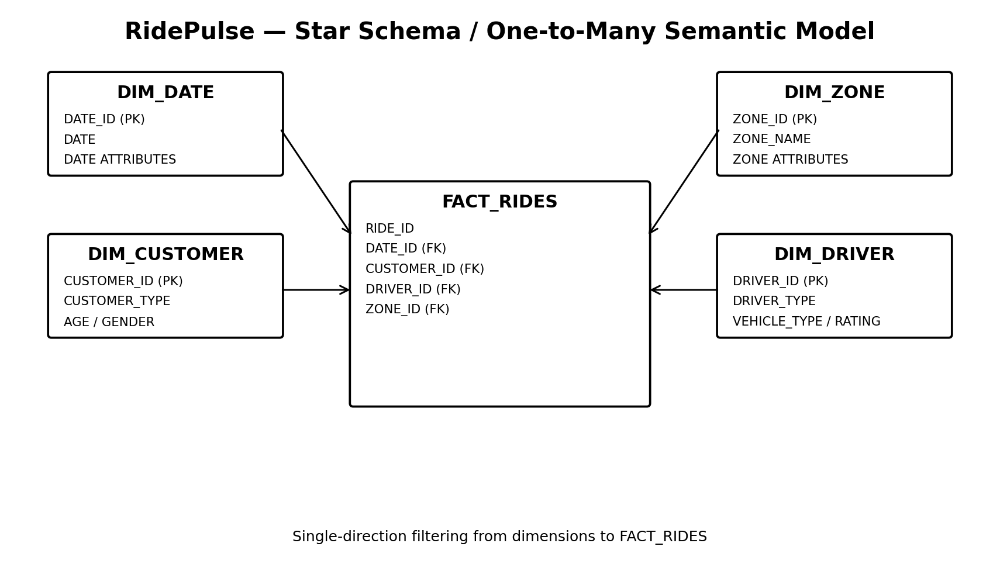 RidePulse — Star Schema / One-to-Many Semantic Model
DIM_DATE
DATE_ID (PK)
DATE
DATE ATTRIBUTES
DIM_ZONE
ZONE_ID (PK)
ZONE_NAME
ZONE ATTRIBUTES
FACT_RIDES
RIDE_ID
DATE_ID (FK)
CUSTOMER_ID (FK)
DRIVER_ID (FK)
ZONE_ID (FK)
DIM_CUSTOMER
CUSTOMER_ID (PK)
CUSTOMER_TYPE
AGE / GENDER
DIM_DRIVER
DRIVER_ID (PK)
DRIVER_TYPE
VEHICLE_TYPE / RATING
Single-direction filtering from dimensions to FACT_RIDES